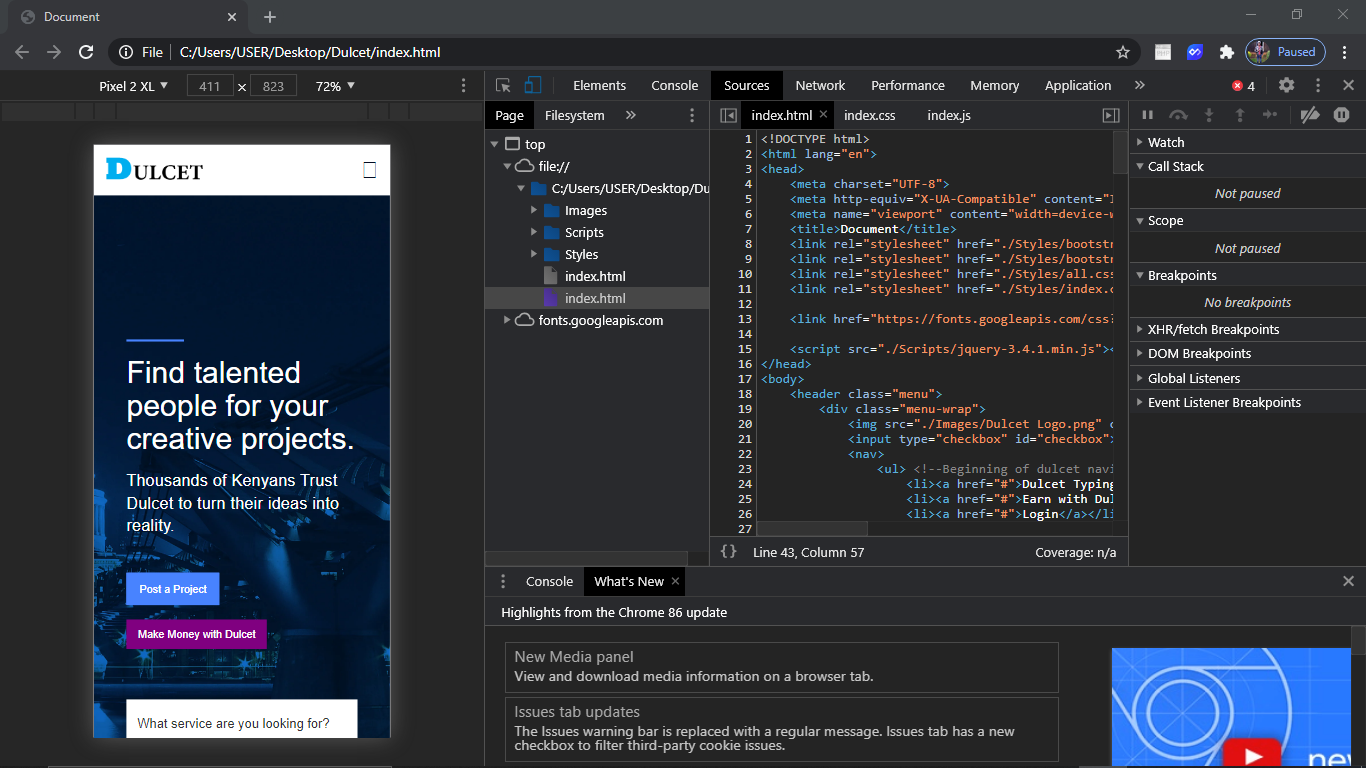 Document
File C:/Users/USER/Desktop/Dulcet/index.html
Paused
Pixel 2 XL 411 x 823 72%
Elements Console Sources Network Performance Memory Application » 4
DULCET
Find talented
people for your
creative projects.
Thousands of Kenyans Trust
Dulcet to turn their ideas into
reality.
Post a Project
Make Money with Dulcet
What service are you looking for?
Page Filesystem »
top
file://
C:/Users/USER/Desktop/Du
Images
Scripts
Styles
index.html
index.html
fonts.googleapis.com
index.html index.css index.js
1 <!DOCTYPE html>
2 <html lang="en">
3 <head>
4 <meta charset="UTF-8">
5 <meta http-equiv="X-UA-Compatible" content="I
6 <meta name="viewport" content="width=device-w
7 <title>Document</title>
8 <link rel="stylesheet" href="./Styles/bootstr
9 <link rel="stylesheet" href="./Styles/bootstr
10 <link rel="stylesheet" href="./Styles/all.css
11 <link rel="stylesheet" href="./Styles/index.c
12
13 <link href="https://fonts.googleapis.com/css?
14
15 <script src="./Scripts/jquery-3.4.1.min.js"><
16 </head>
17 <body>
18 <header class="menu">
19 <div class="menu-wrap">
20 <img src="./Images/Dulcet Logo.png" c
21 <input type="checkbox" id="checkbox">
22 <nav>
23 <ul> <!--Beginning of dulcet navi
24 <li><a href="#">Dulcet Typing
25 <li><a href="#">Earn with Dul
26 <li><a href="#">Login</a></li
27
{} Line 43, Column 57 Coverage: n/a
Watch
Call Stack
Not paused
Scope
Not paused
Breakpoints
No breakpoints
XHR/fetch Breakpoints
DOM Breakpoints
Global Listeners
Event Listener Breakpoints
Console What's New
Highlights from the Chrome 86 update
New Media panel
View and download media information on a browser tab.
Issues tab updates
The Issues warning bar is replaced with a regular message. Issues tab has a new
checkbox to filter third-party cookie issues.
new